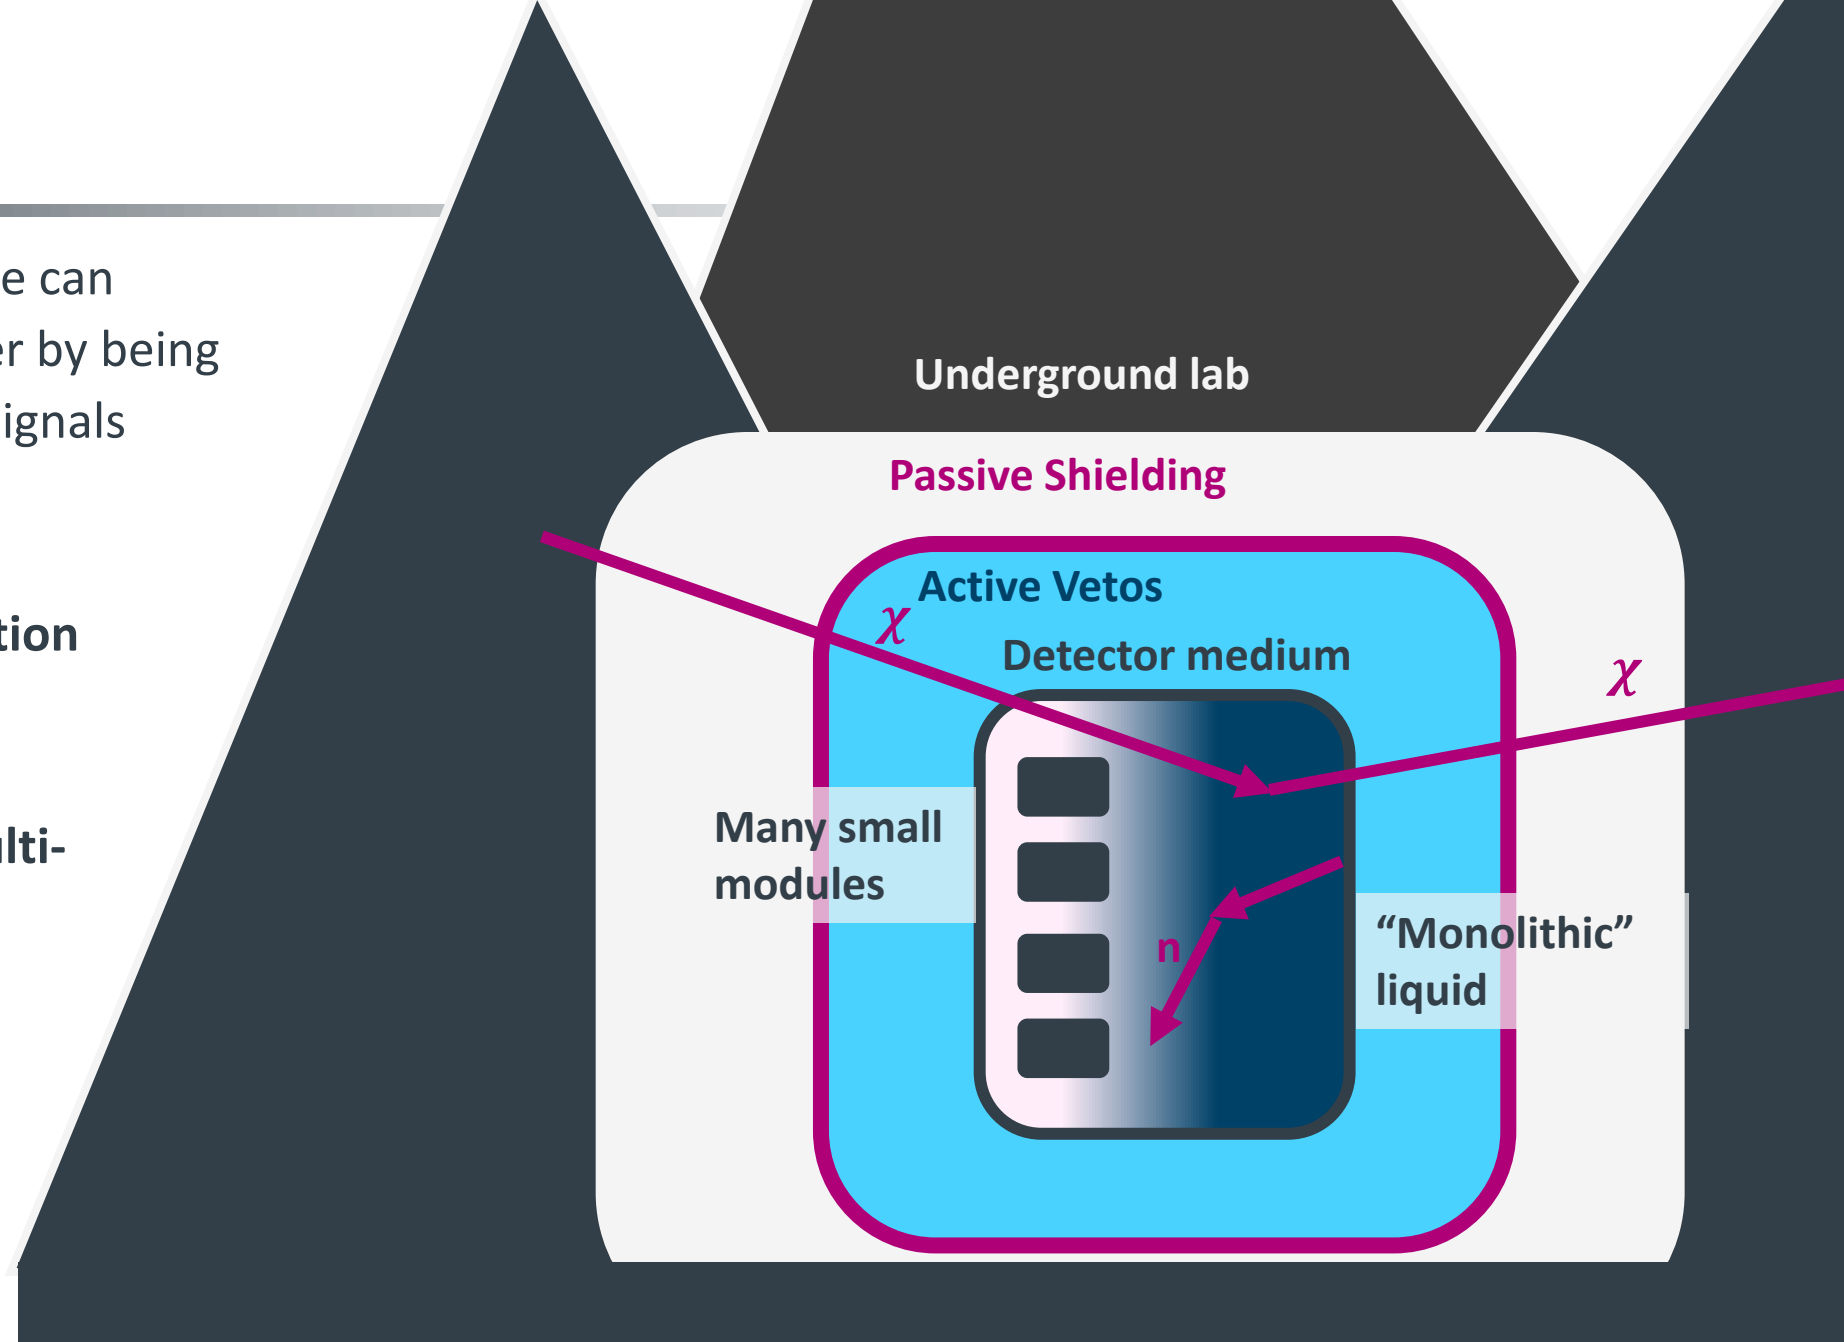 e can
er by being
ignals
tion
lti-
Underground lab
Passive Shielding
Active Vetos
χ
Detector medium
χ
Many small
modules
n
“Monolithic”
liquid